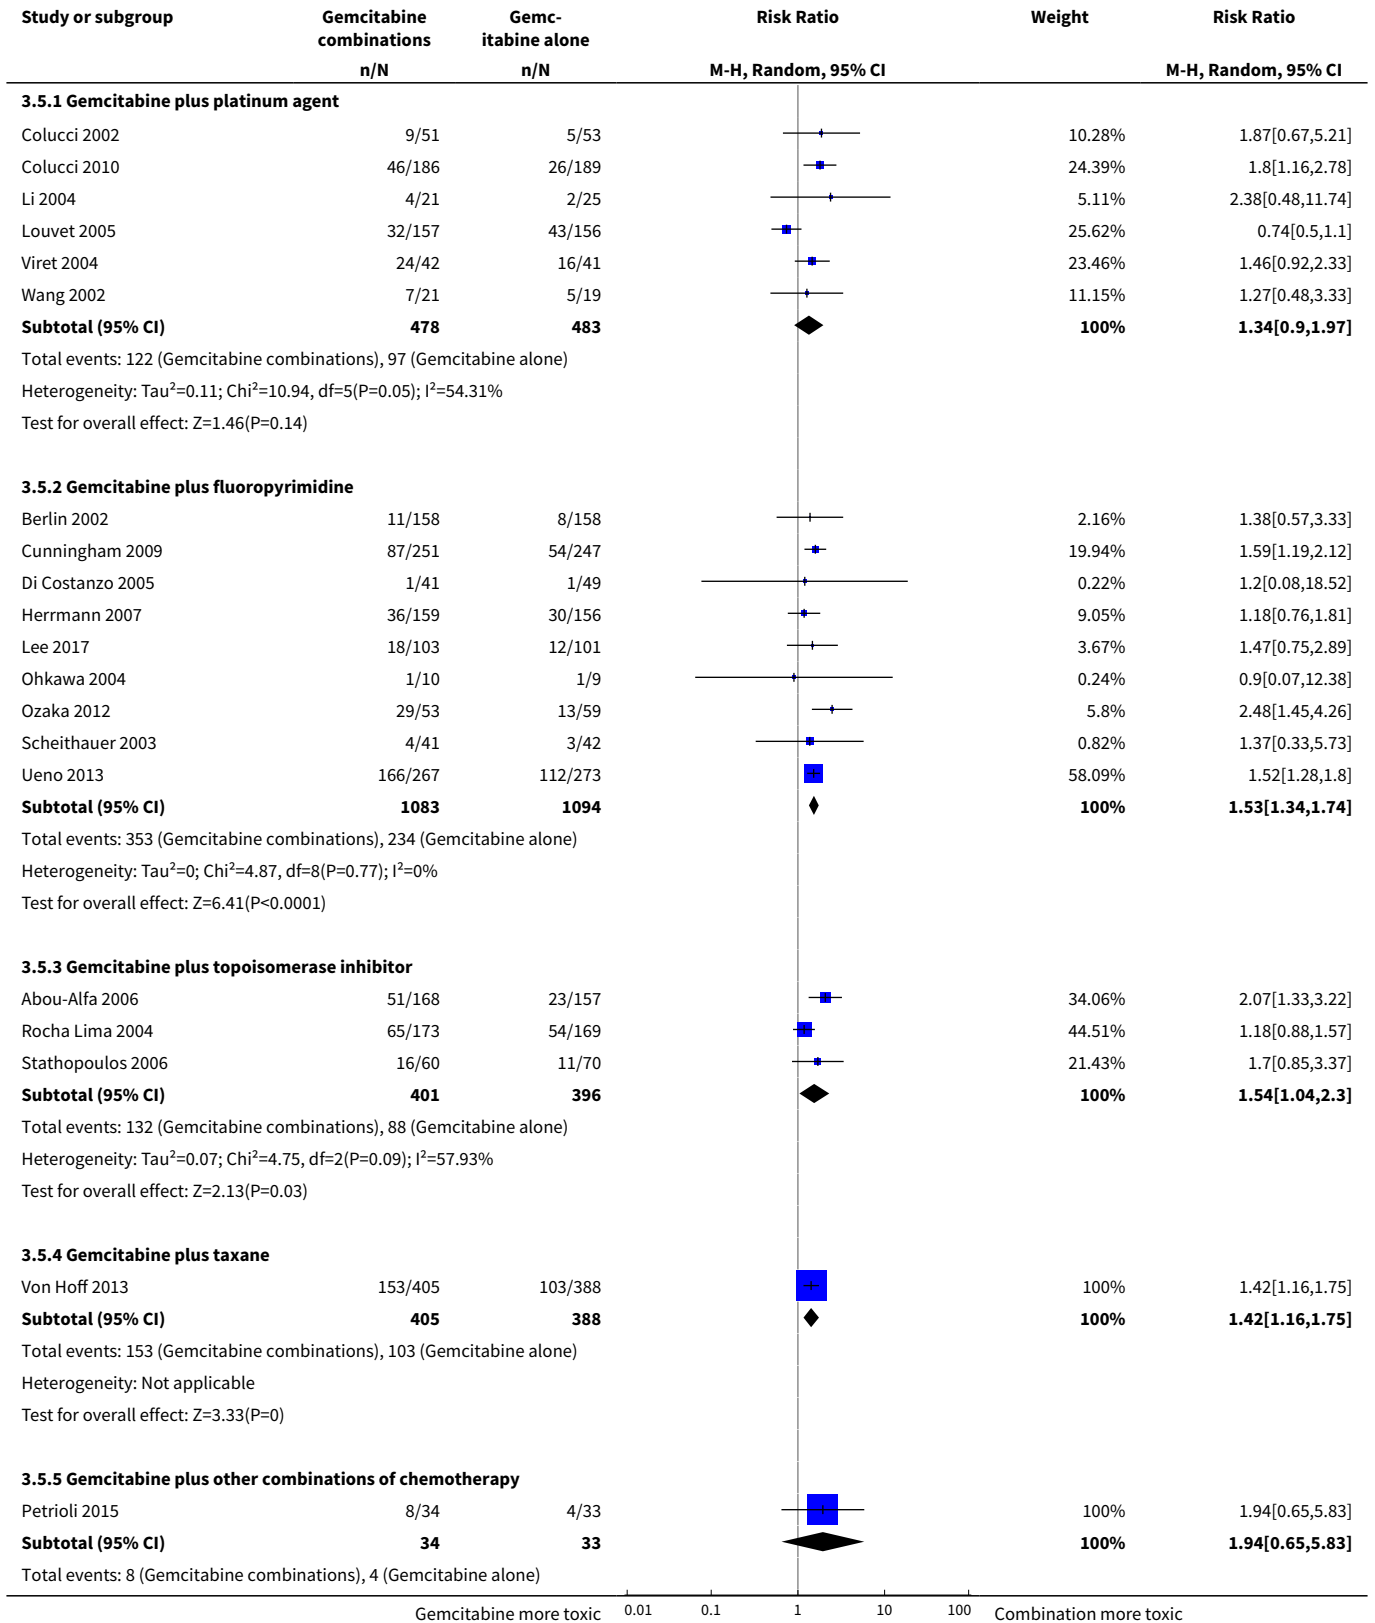 Study or subgroup Gemcitabine combinations Gemc-itabine alone Risk Ratio Weight Risk Ratio
n/N n/N M-H, Random, 95% CI M-H, Random, 95% CI
3.5.1 Gemcitabine plus platinum agent
Colucci 2002 9/51 5/53 10.28% 1.87[0.67,5.21]
Colucci 2010 46/186 26/189 24.39% 1.8[1.16,2.78]
Li 2004 4/21 2/25 5.11% 2.38[0.48,11.74]
Louvet 2005 32/157 43/156 25.62% 0.74[0.5,1.1]
Viret 2004 24/42 16/41 23.46% 1.46[0.92,2.33]
Wang 2002 7/21 5/19 11.15% 1.27[0.48,3.33]
Subtotal (95% CI) 478 483 100% 1.34[0.9,1.97]
Total events: 122 (Gemcitabine combinations), 97 (Gemcitabine alone)
Heterogeneity: Tau²=0.11; Chi²=10.94, df=5(P=0.05); I²=54.31%
Test for overall effect: Z=1.46(P=0.14)
3.5.2 Gemcitabine plus fluoropyrimidine
Berlin 2002 11/158 8/158 2.16% 1.38[0.57,3.33]
Cunningham 2009 87/251 54/247 19.94% 1.59[1.19,2.12]
Di Costanzo 2005 1/41 1/49 0.22% 1.2[0.08,18.52]
Herrmann 2007 36/159 30/156 9.05% 1.18[0.76,1.81]
Lee 2017 18/103 12/101 3.67% 1.47[0.75,2.89]
Ohkawa 2004 1/10 1/9 0.24% 0.9[0.07,12.38]
Ozaka 2012 29/53 13/59 5.8% 2.48[1.45,4.26]
Scheithauer 2003 4/41 3/42 0.82% 1.37[0.33,5.73]
Ueno 2013 166/267 112/273 58.09% 1.52[1.28,1.8]
Subtotal (95% CI) 1083 1094 100% 1.53[1.34,1.74]
Total events: 353 (Gemcitabine combinations), 234 (Gemcitabine alone)
Heterogeneity: Tau²=0; Chi²=4.87, df=8(P=0.77); I²=0%
Test for overall effect: Z=6.41(P<0.0001)
3.5.3 Gemcitabine plus topoisomerase inhibitor
Abou-Alfa 2006 51/168 23/157 34.06% 2.07[1.33,3.22]
Rocha Lima 2004 65/173 54/169 44.51% 1.18[0.88,1.57]
Stathopoulos 2006 16/60 11/70 21.43% 1.7[0.85,3.37]
Subtotal (95% CI) 401 396 100% 1.54[1.04,2.3]
Total events: 132 (Gemcitabine combinations), 88 (Gemcitabine alone)
Heterogeneity: Tau²=0.07; Chi²=4.75, df=2(P=0.09); I²=57.93%
Test for overall effect: Z=2.13(P=0.03)
3.5.4 Gemcitabine plus taxane
Von Hoff 2013 153/405 103/388 100% 1.42[1.16,1.75]
Subtotal (95% CI) 405 388 100% 1.42[1.16,1.75]
Total events: 153 (Gemcitabine combinations), 103 (Gemcitabine alone)
Heterogeneity: Not applicable
Test for overall effect: Z=3.33(P=0)
3.5.5 Gemcitabine plus other combinations of chemotherapy
Petrioli 2015 8/34 4/33 100% 1.94[0.65,5.83]
Subtotal (95% CI) 34 33 100% 1.94[0.65,5.83]
Total events: 8 (Gemcitabine combinations), 4 (Gemcitabine alone)
Gemcitabine more toxic 0.01 0.1 1 10 100 Combination more toxic